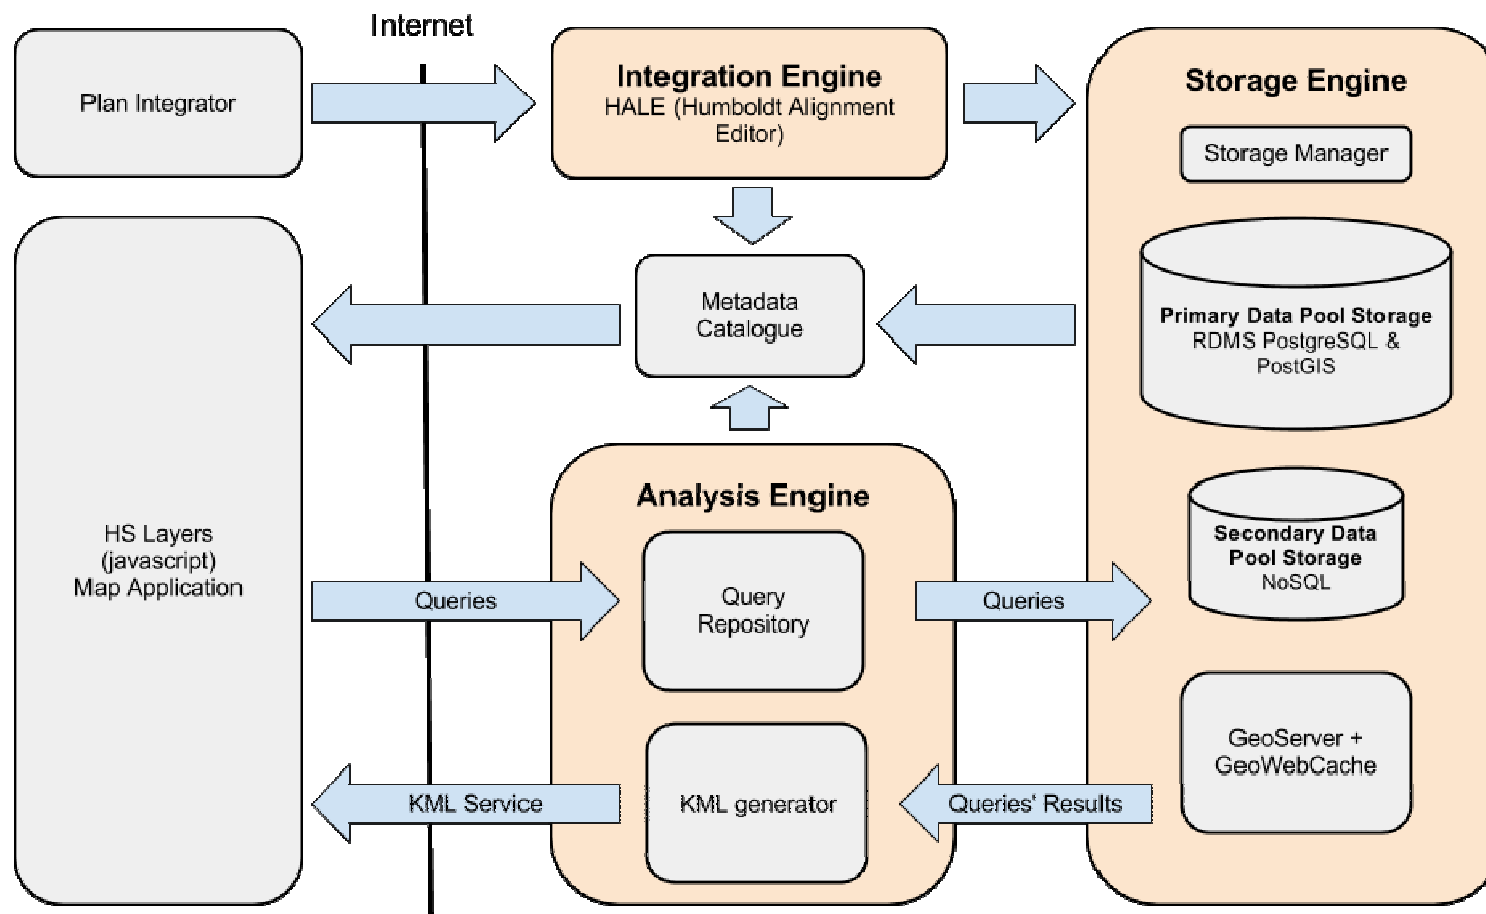 Internet
Plan Integrator
Integration Engine
HALE (Humboldt Alignment
Editor)
Storage Engine
Storage Manager
Metadata
Catalogue
Primary Data Pool Storage
RDMS PostgreSQL &
PostGIS
Analysis Engine
Secondary Data
Pool Storage
NoSQL
HS Layers
(javascript)
Map Application
Queries
Query
Repository
Queries
GeoServer +
GeoWebCache
KML Service
KML generator
Queries' Results